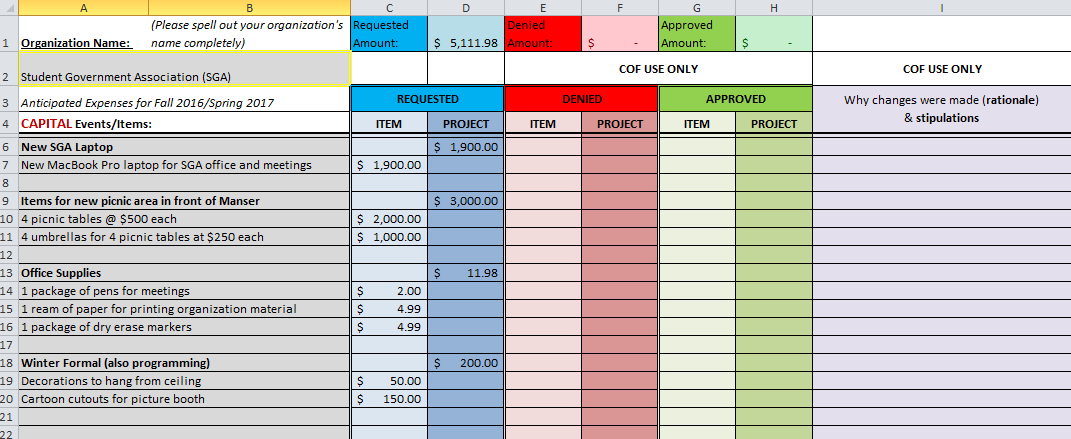 A B C D E F G H I
(Please spell out your organization's Requested Denied Approved
1 Organization Name: name completely) Amount: $ 5,111.98 Amount: $ - Amount: $ -
2 Student Government Association (SGA) COF USE ONLY COF USE ONLY
3 Anticipated Expenses for Fall 2016/Spring 2017 REQUESTED DENIED APPROVED Why changes were made (rationale)
& stipulations
4 CAPITAL Events/Items: ITEM PROJECT ITEM PROJECT ITEM PROJECT
6 New SGA Laptop $ 1,900.00
7 New MacBook Pro laptop for SGA office and meetings $ 1,900.00
8
9 Items for new picnic area in front of Manser $ 3,000.00
10 4 picnic tables @ $500 each $ 2,000.00
11 4 umbrellas for 4 picnic tables at $250 each $ 1,000.00
12
13 Office Supplies $ 11.98
14 1 package of pens for meetings $ 2.00
15 1 ream of paper for printing organization material $ 4.99
16 1 package of dry erase markers $ 4.99
17
18 Winter Formal (also programming) $ 200.00
19 Decorations to hang from ceiling $ 50.00
20 Cartoon cutouts for picture booth $ 150.00
21
22